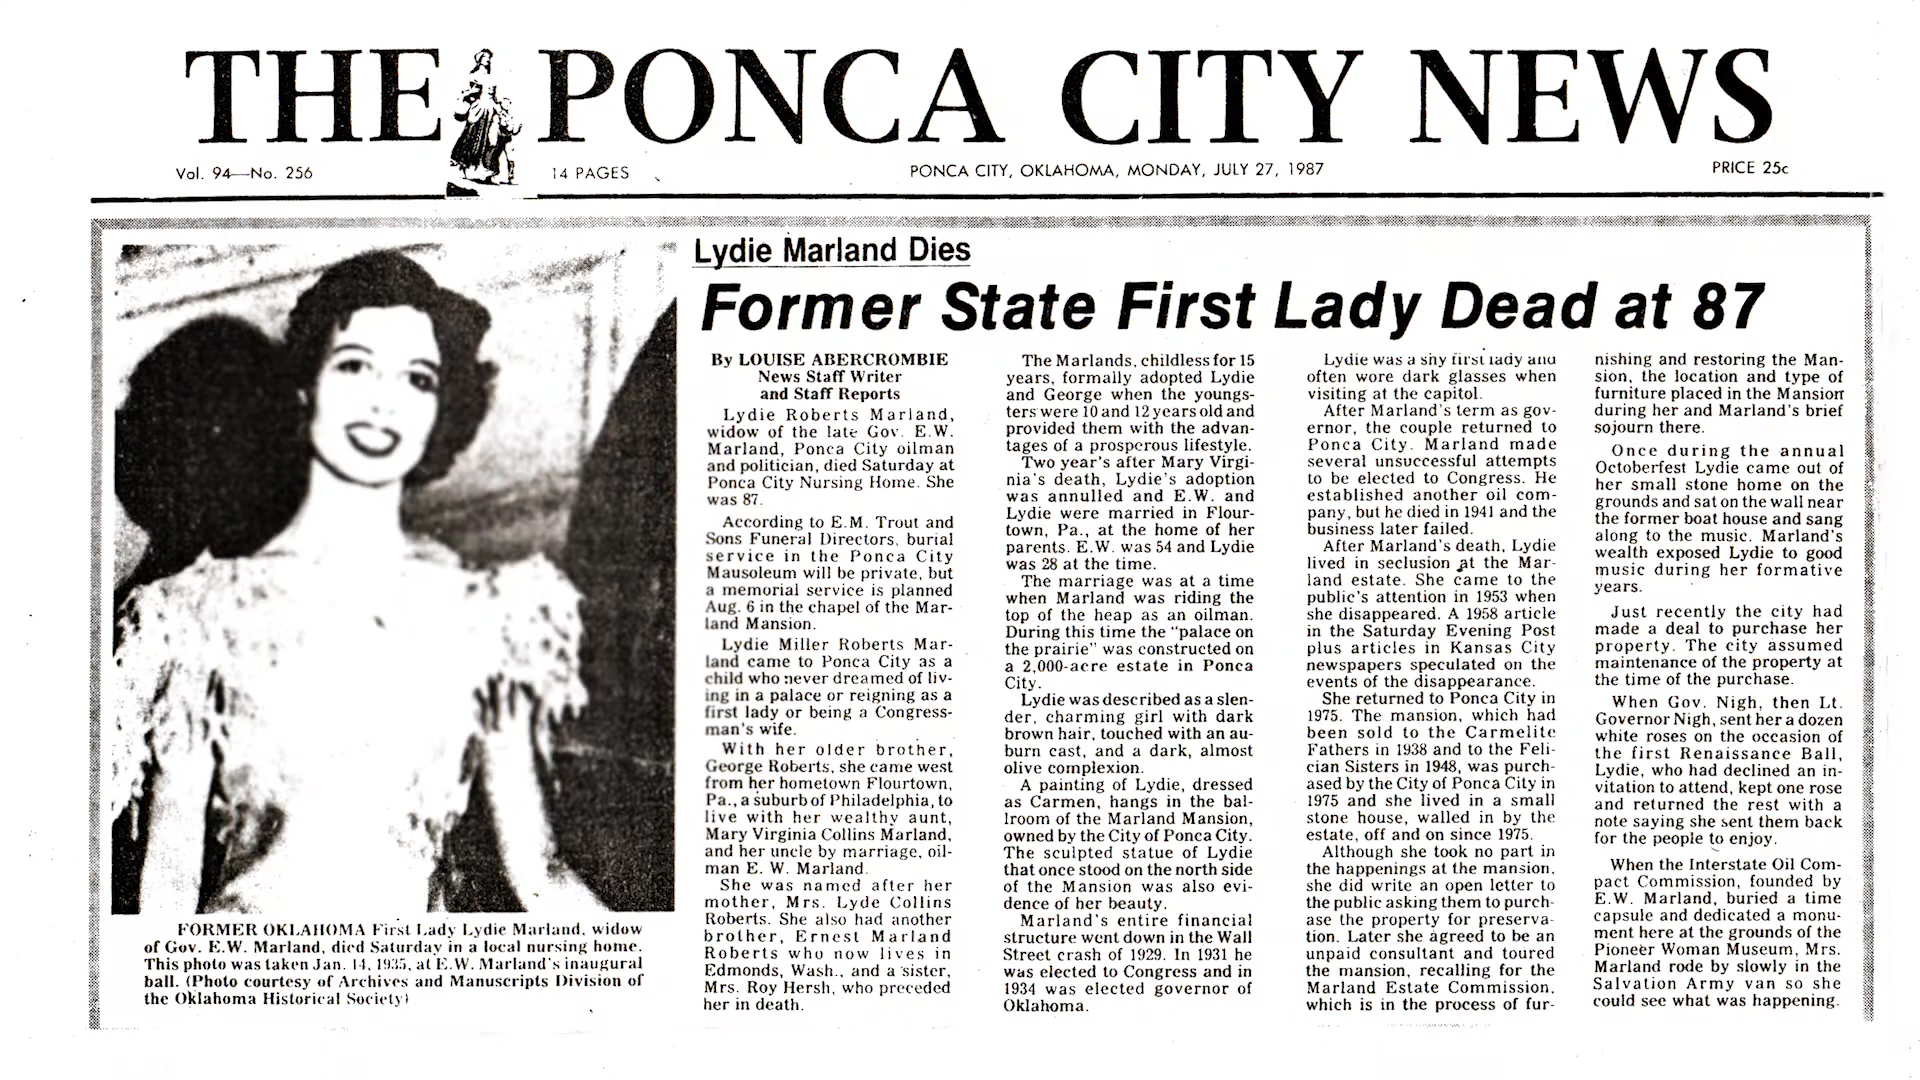 THE PONCA CITY NEWS
Vol. 94—No. 256
14 PAGES
PONCA CITY, OKLAHOMA, MONDAY, JULY 27, 1987
PRICE 25c
Lydie Marland Dies
Former State First Lady Dead at 87
FORMER OKLAHOMA First Lady Lydie Marland, widow
of Gov. E.W. Marland, died Saturday in a local nursing home.
This photo was taken Jan. 14, 1935, at E.W. Marland's inaugural
ball. (Photo courtesy of Archives and Manuscripts Division of
the Oklahoma Historical Society)
By LOUISE ABERCROMBIE
News Staff Writer
and Staff Reports
Lydie Roberts Marland,
widow of the late Gov. E.W.
Marland, Ponca City oilman
and politician, died Saturday at
Ponca City Nursing Home. She
was 87.
According to E.M. Trout and
Sons Funeral Directors, burial
service in the Ponca City
Mausoleum will be private, but
a memorial service is planned
Aug. 6 in the chapel of the Mar-
land Mansion.
Lydie Miller Roberts Mar-
land came to Ponca City as a
child who never dreamed of liv-
ing in a palace or reigning as a
first lady or being a Congress-
man's wife.
With her older brother,
George Roberts, she came west
from her hometown Flourtown,
Pa., a suburb of Philadelphia, to
live with her wealthy aunt,
Mary Virginia Collins Marland,
and her uncle by marriage, oil-
man E. W. Marland.
She was named after her
mother, Mrs. Lyde Collins
Roberts. She also had another
brother, Ernest Marland
Roberts who now lives in
Edmonds, Wash., and a sister,
Mrs. Roy Hersh, who preceded
her in death.
The Marlands, childless for 15
years, formally adopted Lydie
and George when the youngs-
ters were 10 and 12 years old and
provided them with the advan-
tages of a prosperous lifestyle.
Two year's after Mary Virgi-
nia's death, Lydie's adoption
was annulled and E.W. and
Lydie were married in Flour-
town, Pa., at the home of her
parents. E.W. was 54 and Lydie
was 28 at the time.
The marriage was at a time
when Marland was riding the
top of the heap as an oilman.
During this time the "palace on
the prairie" was constructed on
a 2,000-acre estate in Ponca
City.
Lydie was described as a slen-
der, charming girl with dark
brown hair, touched with an au-
burn cast, and a dark, almost
olive complexion.
A painting of Lydie, dressed
as Carmen, hangs in the bal-
lroom of the Marland Mansion,
owned by the City of Ponca City.
The sculpted statue of Lydie
that once stood on the north side
of the Mansion was also evi-
dence of her beauty.
Marland's entire financial
structure went down in the Wall
Street crash of 1929. In 1931 he
was elected to Congress and in
1934 was elected governor of
Oklahoma.
Lydie was a shy first lady and
often wore dark glasses when
visiting at the capitol.
After Marland's term as gov-
ernor, the couple returned to
Ponca City. Marland made
several unsuccessful attempts
to be elected to Congress. He
established another oil com-
pany, but he died in 1941 and the
business later failed.
After Marland's death, Lydie
lived in seclusion at the Mar-
land estate. She came to the
public's attention in 1953 when
she disappeared. A 1958 article
in the Saturday Evening Post
plus articles in Kansas City
newspapers speculated on the
events of the disappearance.
She returned to Ponca City in
1975. The mansion, which had
been sold to the Carmelite
Fathers in 1938 and to the Feli-
cian Sisters in 1948, was purch-
ased by the City of Ponca City in
1975 and she lived in a small
stone house, walled in by the
estate, off and on since 1975.
Although she took no part in
the happenings at the mansion,
she did write an open letter to
the public asking them to purch-
ase the property for preserva-
tion. Later she agreed to be an
unpaid consultant and toured
the mansion, recalling for the
Marland Estate Commission,
which is in the process of fur-
nishing and restoring the Man-
sion, the location and type of
furniture placed in the Mansion
during her and Marland's brief
sojourn there.
Once during the annual
Octoberfest Lydie came out of
her small stone home on the
grounds and sat on the wall near
the former boat house and sang
along to the music. Marland's
wealth exposed Lydie to good
music during her formative
years.
Just recently the city had
made a deal to purchase her
property. The city assumed
maintenance of the property at
the time of the purchase.
When Gov. Nigh, then Lt.
Governor Nigh, sent her a dozen
white roses on the occasion of
the first Renaissance Ball,
Lydie, who had declined an in-
vitation to attend, kept one rose
and returned the rest with a
note saying she sent them back
for the people to enjoy.
When the Interstate Oil Com-
pact Commission, founded by
E.W. Marland, buried a time
capsule and dedicated a monu-
ment here at the grounds of the
Pioneer Woman Museum, Mrs.
Marland rode by slowly in the
Salvation Army van so she
could see what was happening.